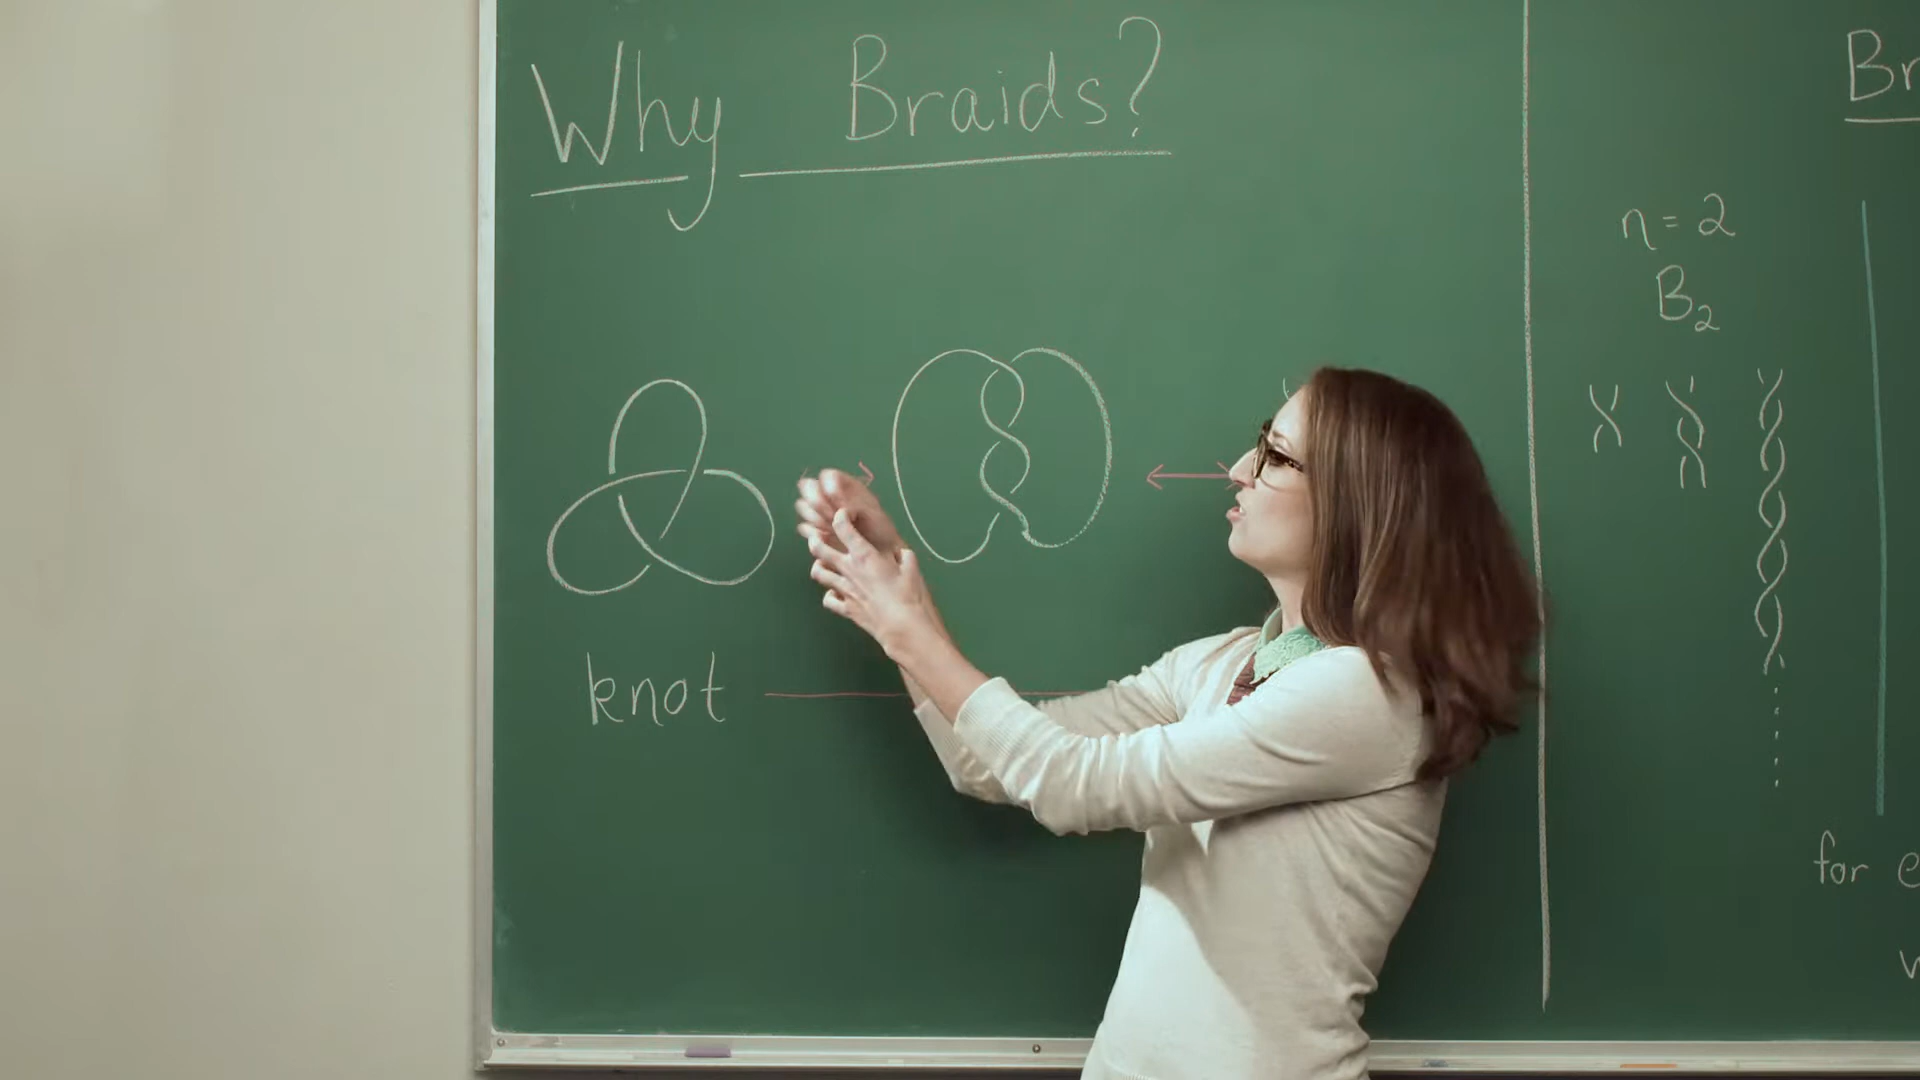 Why Braids?
knot
n = 2
B₂
Br
for e
w